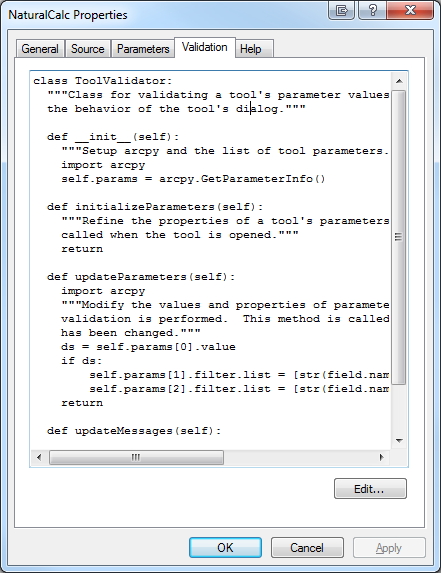 NaturalCalc Properties
General Source Parameters Validation Help
class ToolValidator:
"""Class for validating a tool's parameter values
the behavior of the tool's dialog."""
def __init__(self):
"""Setup arcpy and the list of tool parameters.
import arcpy
self.params = arcpy.GetParameterInfo()
def initializeParameters(self):
"""Refine the properties of a tool's parameters
called when the tool is opened."""
return
def updateParameters(self):
import arcpy
"""Modify the values and properties of parame
validation is performed.  This method is called
has been changed."""
ds = self.params[0].value
if ds:
self.params[1].filter.list = [str(field.nam
self.params[2].filter.list = [str(field.nam
return
def updateMessages(self):
Edit...
OK Cancel Apply